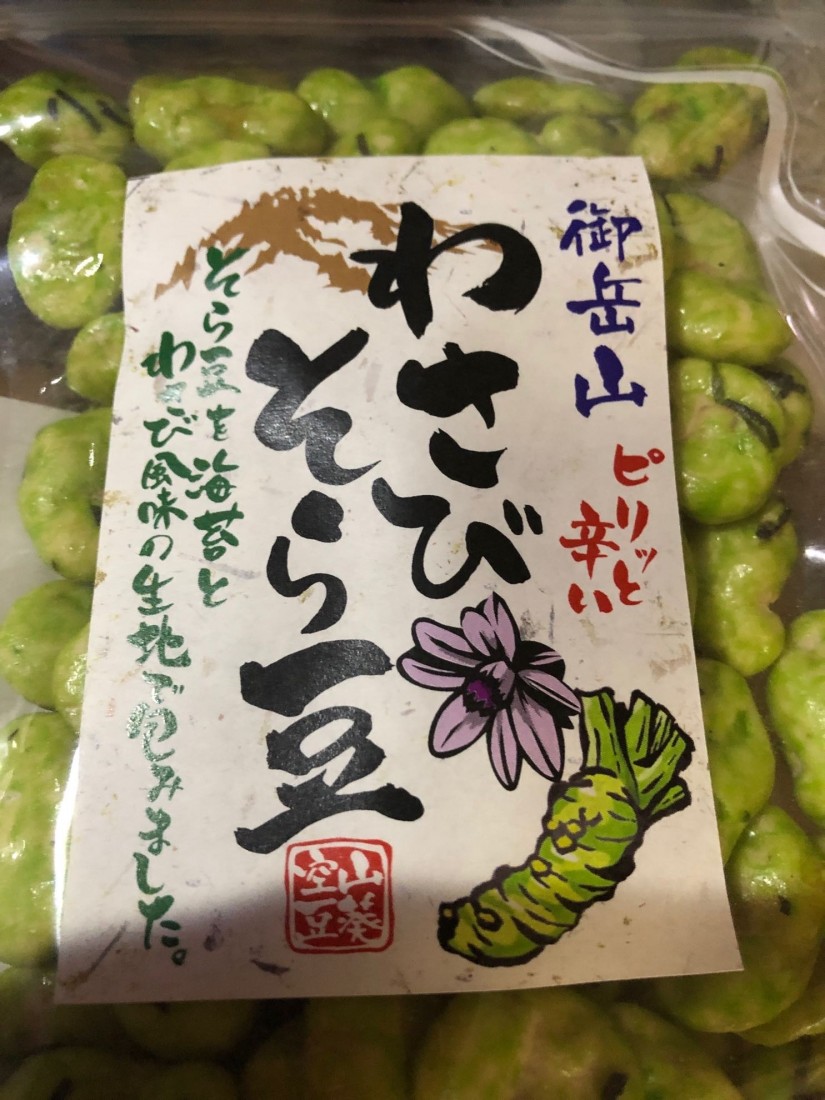 御岳山
ピリッと
辛い
わさび
そら豆
そら豆を海苔と
わさび風味の生地で包みました。
山葵
空豆